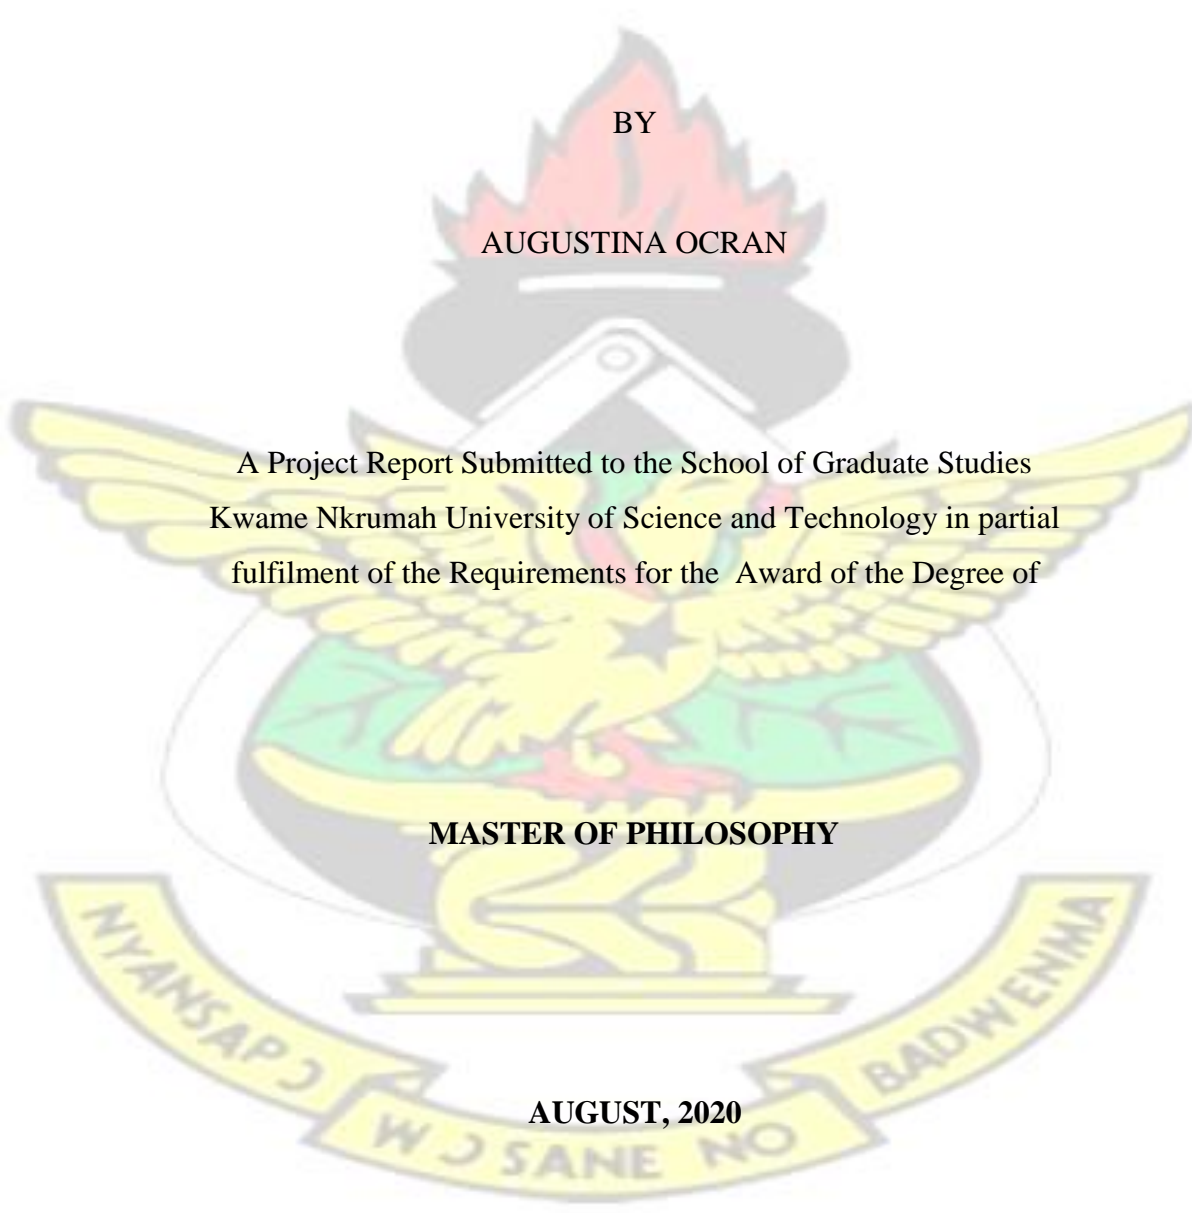 BY
AUGUSTINA OCRAN
A Project Report Submitted to the School of Graduate Studies
Kwame Nkrumah University of Science and Technology in partial
fulfilment of the Requirements for the Award of the Degree of
MASTER OF PHILOSOPHY
AUGUST, 2020
NYANSAPƆ WƆSANE NO BADWENMA